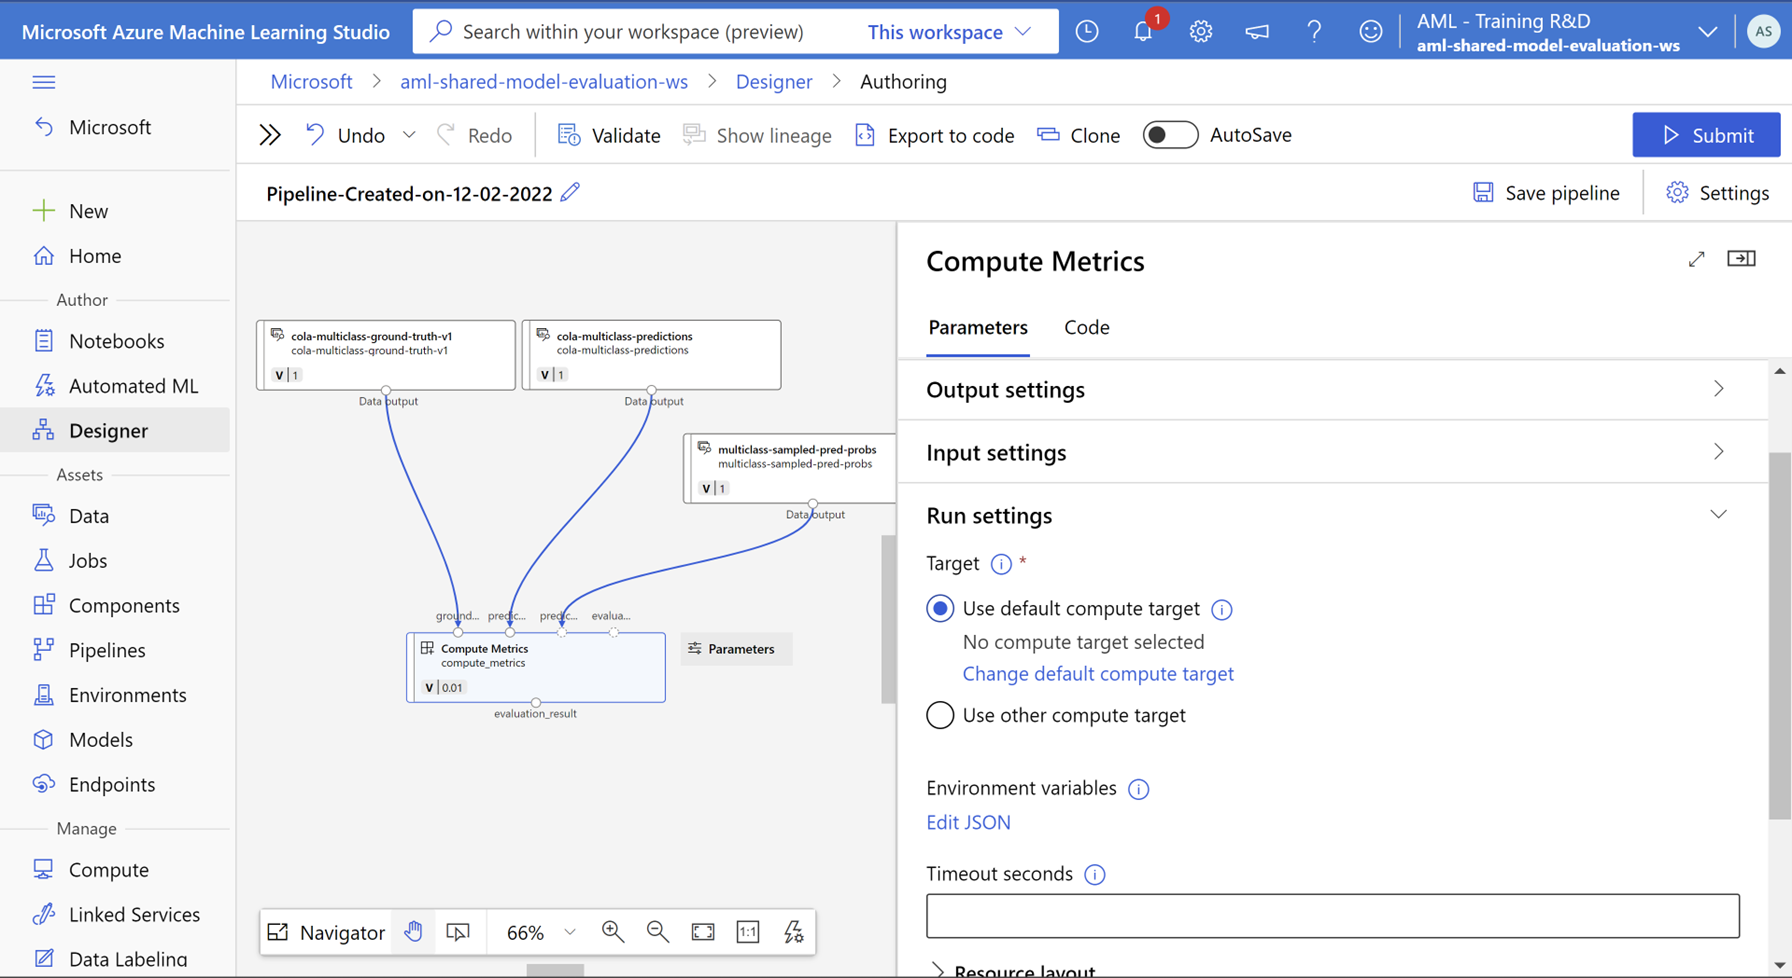 Microsoft Azure Machine Learning Studio
Search within your workspace (preview)
This workspace
1
?
AML - Training R&D
aml-shared-model-evaluation-ws
AS
Microsoft > aml-shared-model-evaluation-ws > Designer > Authoring
Microsoft
New
Home
Author
Notebooks
Automated ML
Designer
Assets
Data
Jobs
Components
Pipelines
Environments
Models
Endpoints
Manage
Compute
Linked Services
Data Labeling
Undo
Redo
Validate
Show lineage
Export to code
Clone
AutoSave
Submit
Pipeline-Created-on-12-02-2022
Save pipeline
Settings
cola-multiclass-ground-truth-v1
cola-multiclass-ground-truth-v1
V 1
Data output
cola-multiclass-predictions
cola-multiclass-predictions
V 1
Data output
multiclass-sampled-pred-probs
multiclass-sampled-pred-probs
V 1
Data output
ground... predic... predic... evalua...
Compute Metrics
compute_metrics
V 0.01
evaluation_result
Parameters
Navigator
66%
1:1
Compute Metrics
Parameters
Code
Output settings
Input settings
Run settings
Target *
Use default compute target
No compute target selected
Change default compute target
Use other compute target
Environment variables
Edit JSON
Timeout seconds
Resource layout